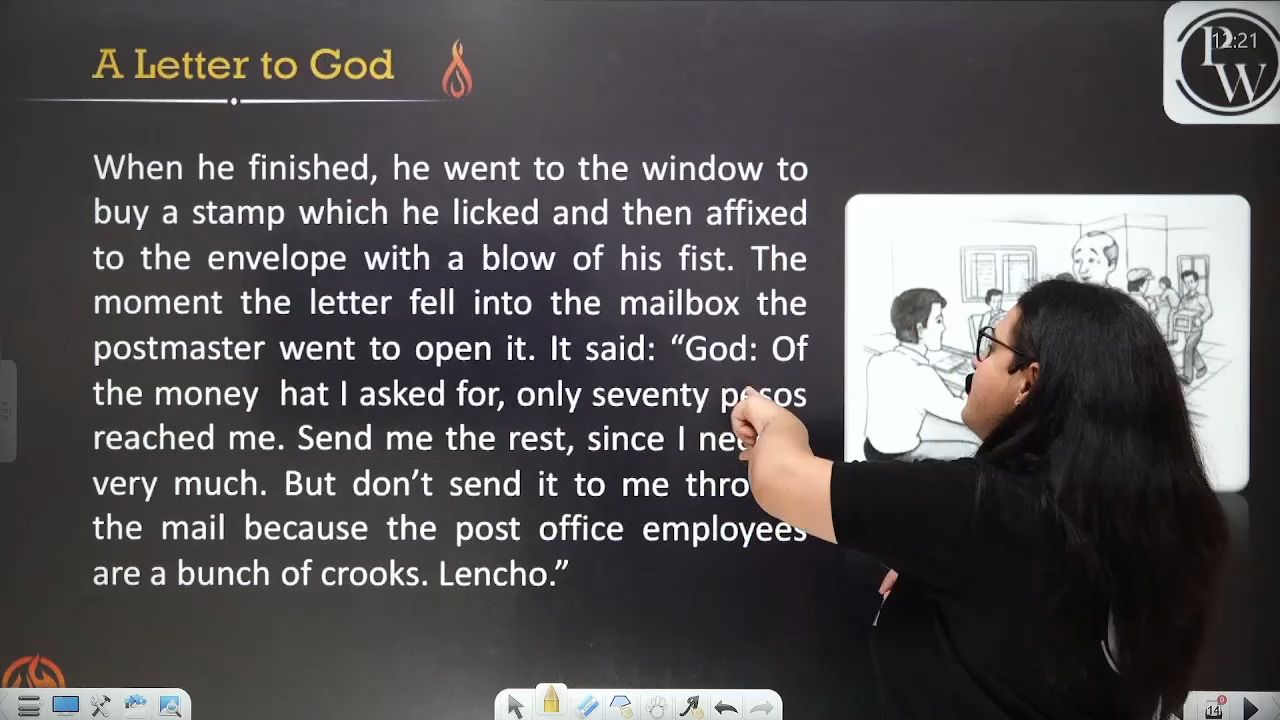 A Letter to God
P
W
12:21
When he finished, he went to the window to
buy a stamp which he licked and then affixed
to the envelope with a blow of his fist. The
moment the letter fell into the mailbox the
postmaster went to open it. It said: “God: Of
the money hat I asked for, only seventy pesos
reached me. Send me the rest, since I
very much. But don’t send it to me
the mail because the post office employees
are a bunch of crooks. Lencho.”
14